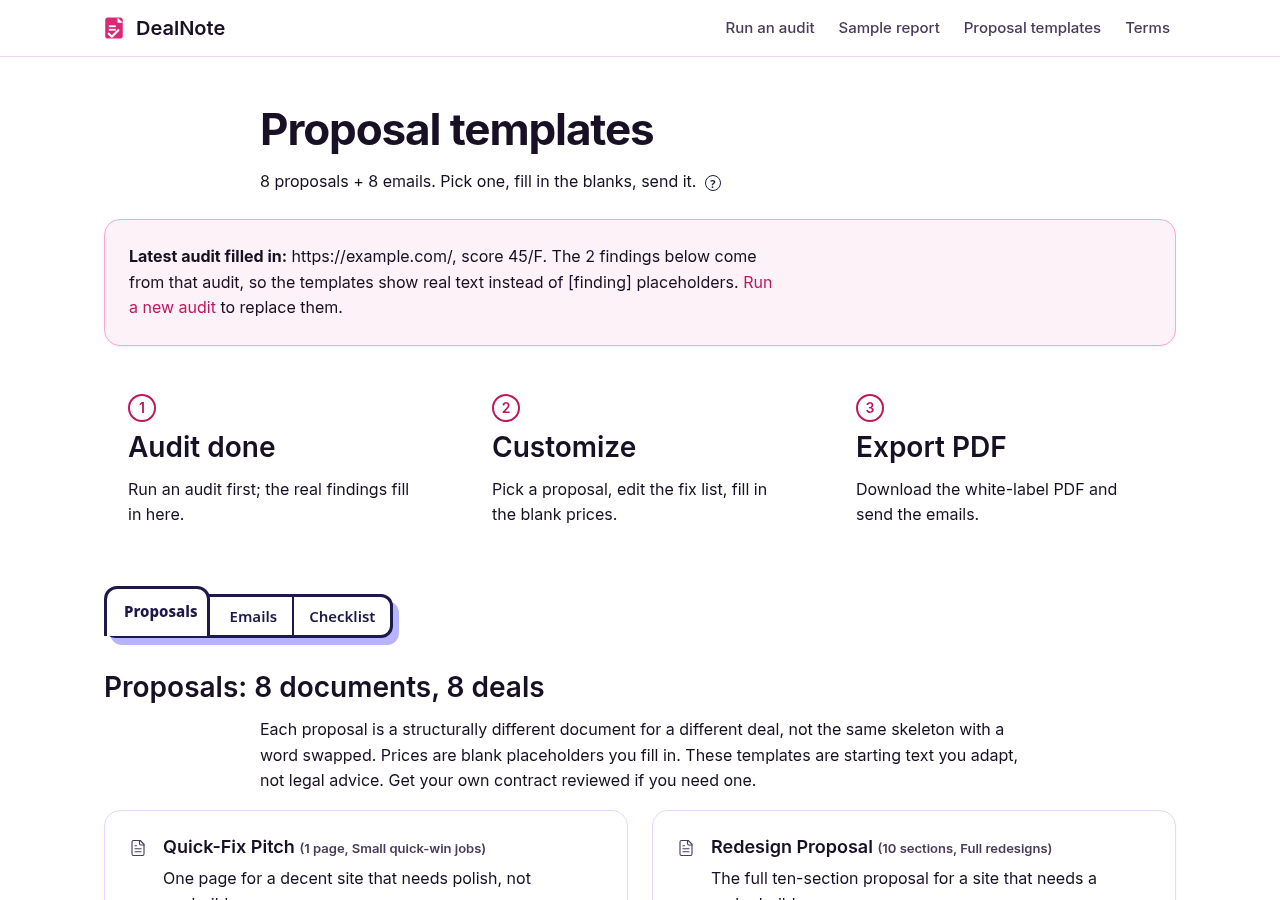 DealNote
Run an audit
Sample report
Proposal templates
Terms
Proposal templates
8 proposals + 8 emails. Pick one, fill in the blanks, send it. ?
Latest audit filled in: https://example.com/, score 45/F. The 2 findings below come
from that audit, so the templates show real text instead of [finding] placeholders. Run
a new audit to replace them.
1
Audit done
Run an audit first; the real findings fill
in here.
2
Customize
Pick a proposal, edit the fix list, fill in
the blank prices.
3
Export PDF
Download the white-label PDF and
send the emails.
Proposals
Emails
Checklist
Proposals: 8 documents, 8 deals
Each proposal is a structurally different document for a different deal, not the same skeleton with a
word swapped. Prices are blank placeholders you fill in. These templates are starting text you adapt,
not legal advice. Get your own contract reviewed if you need one.
Quick-Fix Pitch (1 page, Small quick-win jobs)
One page for a decent site that needs polish, not
Redesign Proposal (10 sections, Full redesigns)
The full ten-section proposal for a site that needs a